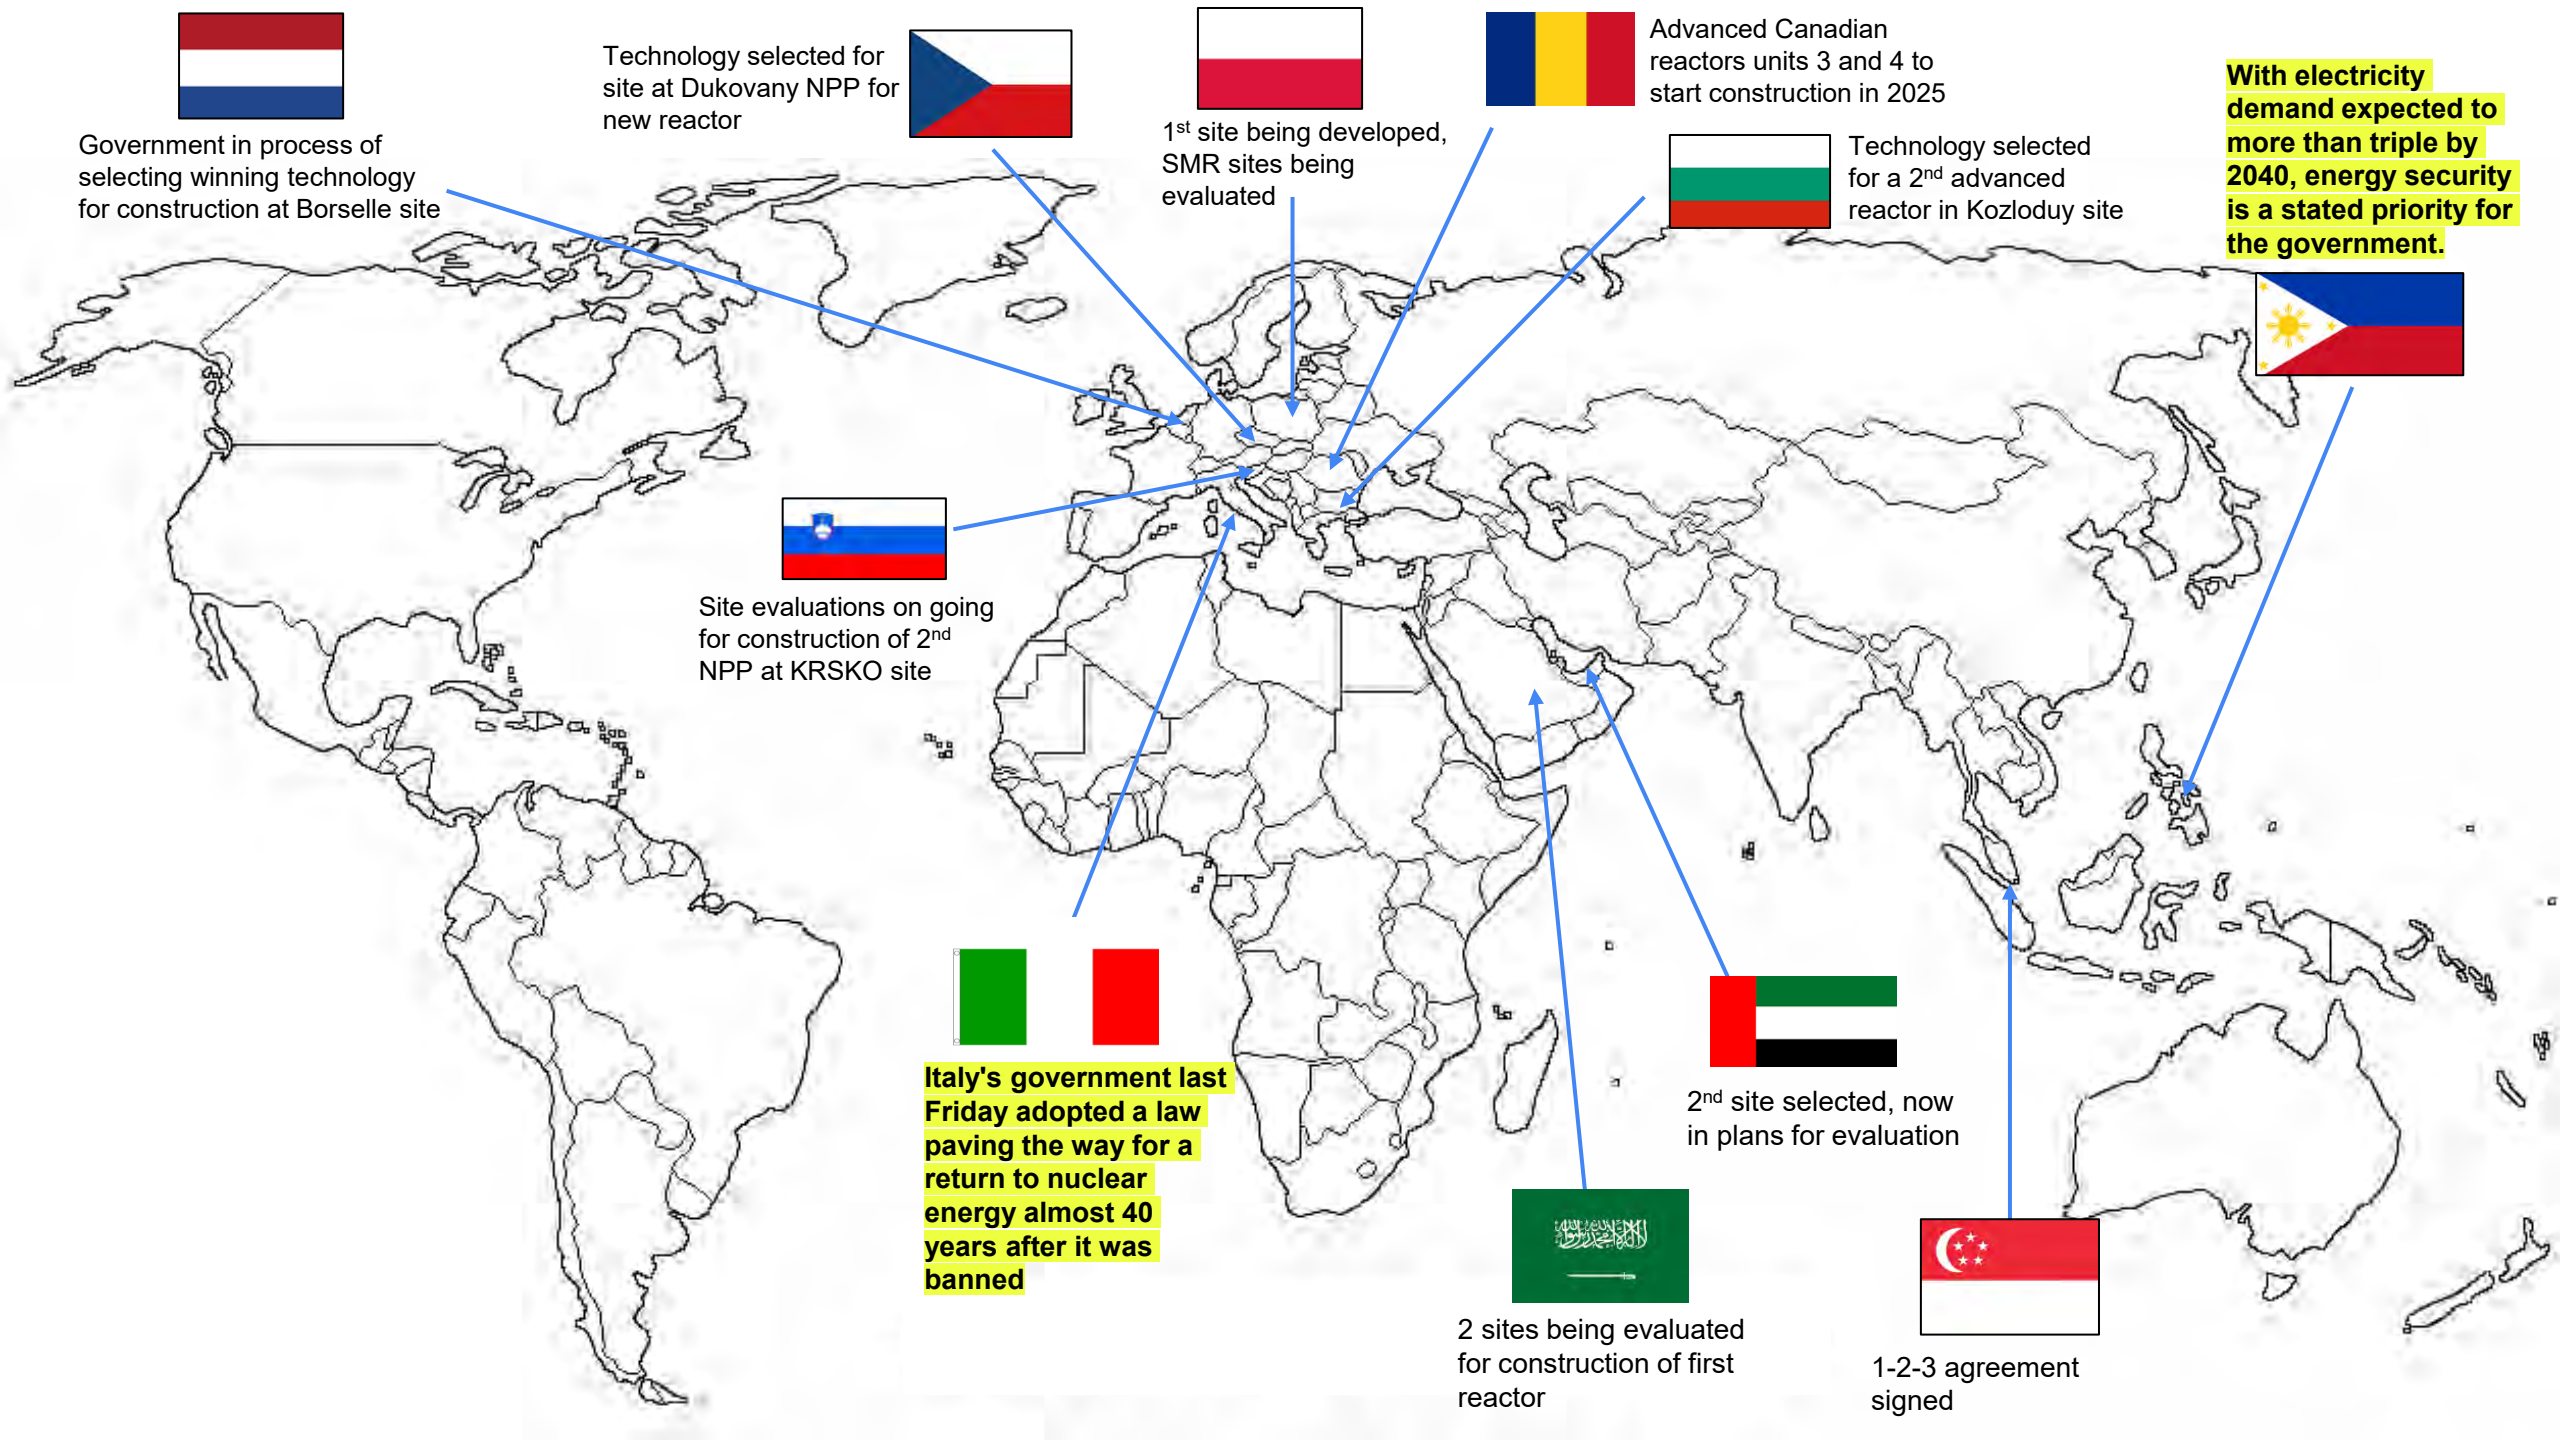 Government in process of
selecting winning technology
for construction at Borselle site
Technology selected for
site at Dukovany NPP for
new reactor
1st site being developed,
SMR sites being
evaluated
Advanced Canadian
reactors units 3 and 4 to
start construction in 2025
Technology selected
for a 2nd advanced
reactor in Kozloduy site
With electricity
demand expected to
more than triple by
2040, energy security
is a stated priority for
the government.
Site evaluations on going
for construction of 2nd
NPP at KRSKO site
Italy's government last
Friday adopted a law
paving the way for a
return to nuclear
energy almost 40
years after it was
banned
2nd site selected, now
in plans for evaluation
2 sites being evaluated
for construction of first
reactor
1-2-3 agreement
signed